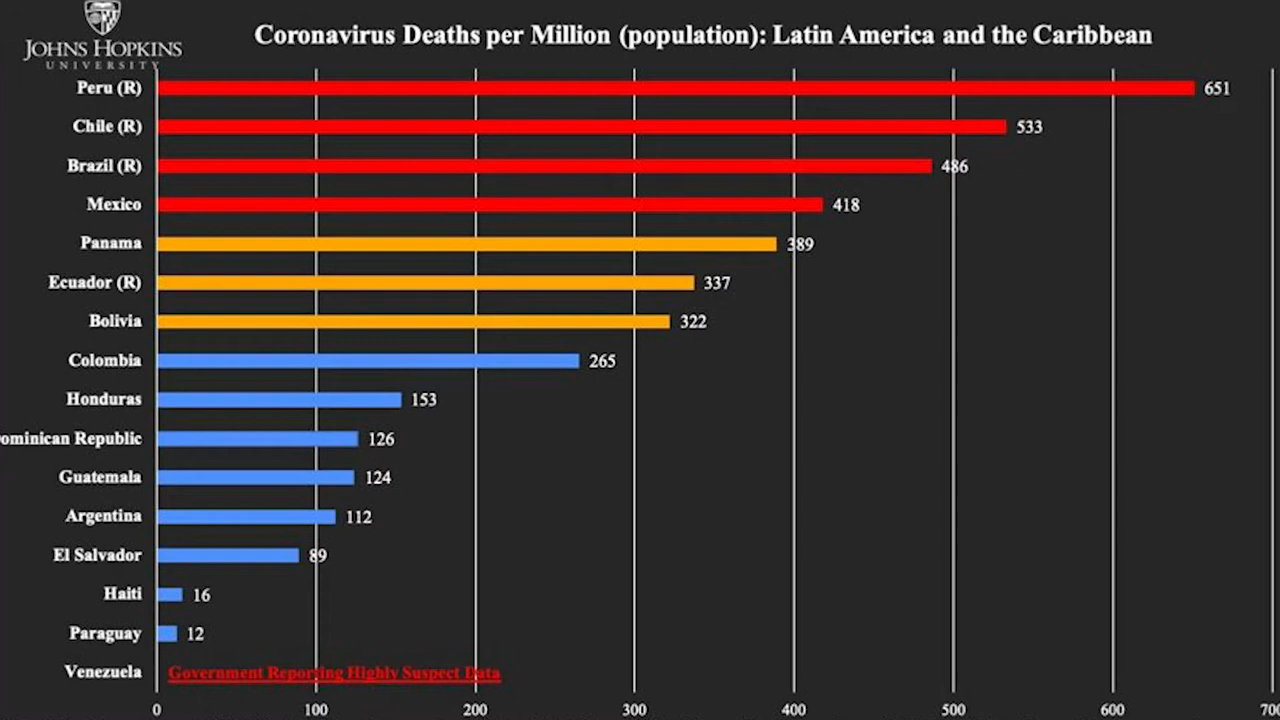 JOHNS HOPKINS
UNIVERSITY
Coronavirus Deaths per Million (population): Latin America and the Caribbean
Peru (R) 651
Chile (R) 533
Brazil (R) 486
Mexico 418
Panama 389
Ecuador (R) 337
Bolivia 322
Colombia 265
Honduras 153
ominican Republic 126
Guatemala 124
Argentina 112
El Salvador 89
Haiti 16
Paraguay 12
Venezuela Government Reporting Highly Suspect Data
0 100 200 300 400 500 600 700